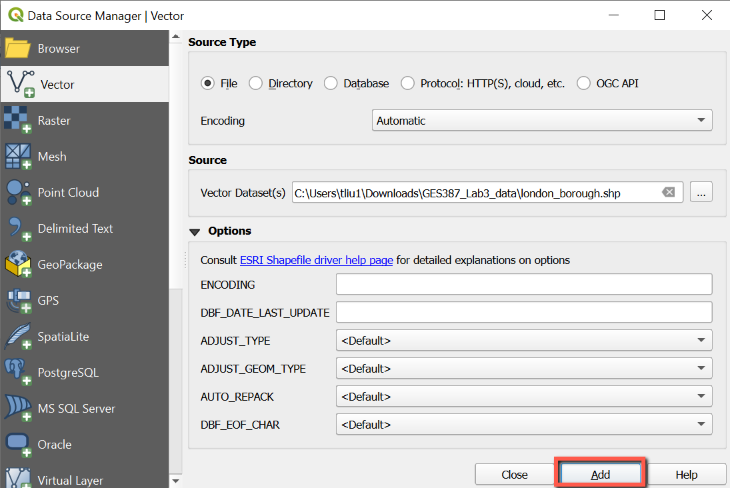 Data Source Manager | Vector
Browser
Vector
Raster
Mesh
Point Cloud
Delimited Text
GeoPackage
GPS
SpatiaLite
PostgreSQL
MS SQL Server
Oracle
Virtual Layer
Source Type
File Directory Database Protocol: HTTP(S), cloud, etc. OGC API
Encoding Automatic
Source
Vector Dataset(s) C:\Users\tliu1\Downloads\GES387_Lab3_data\london_borough.shp ...
Options
Consult ESRI Shapefile driver help page for detailed explanations on options
ENCODING
DBF_DATE_LAST_UPDATE
ADJUST_TYPE <Default>
ADJUST_GEOM_TYPE <Default>
AUTO_REPACK <Default>
DBF_EOF_CHAR <Default>
Close Add Help